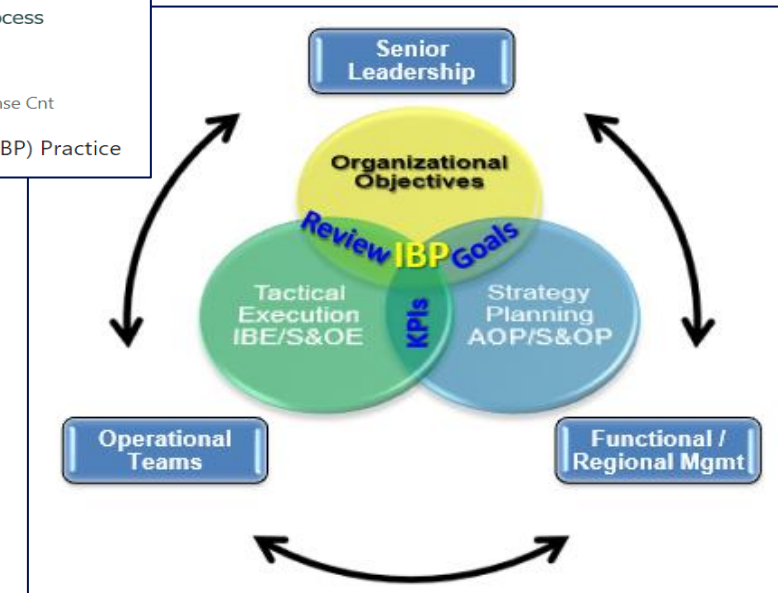 ocess
nse Cnt
BP) Practice
Senior
Leadership
Organizational
Objectives
Review
IBP
Goals
Tactical
Execution
IBE/S&OE
KPIs
Strategy
Planning
AOP/S&OP
Operational
Teams
Functional /
Regional Mgmt